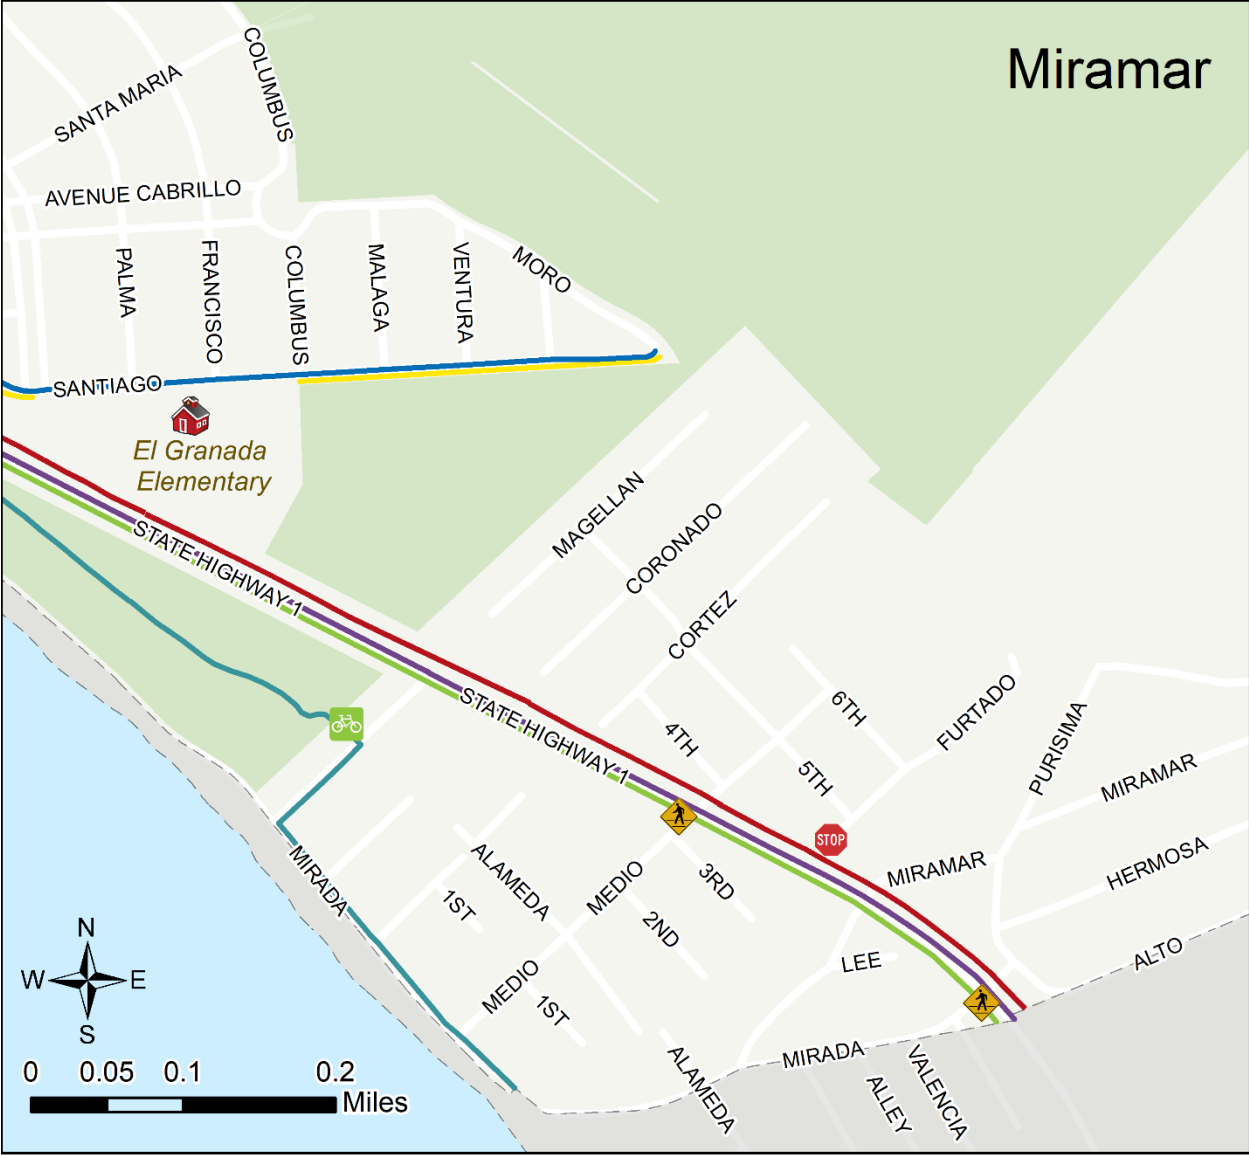 Miramar
COLUMBUS
SANTA MARIA
AVENUE CABRILLO
PALMA
FRANCISCO
COLUMBUS
MALAGA
VENTURA
MORO
SANTIAGO
El Granada
Elementary
STATE HIGHWAY 1
MAGELLAN
CORONADO
CORTEZ
STATE HIGHWAY 1
4TH
6TH
5TH
FURTADO
PURISIMA
MIRAMAR
HERMOSA
STOP
MIRAMAR
MIRADA
ALAMEDA
1ST
MEDIO
3RD
2ND
LEE
ALTO
MEDIO
1ST
MIRADA
ALAMEDA
ALLEY
VALENCIA
N
W E
S
0 0.05 0.1 0.2
Miles